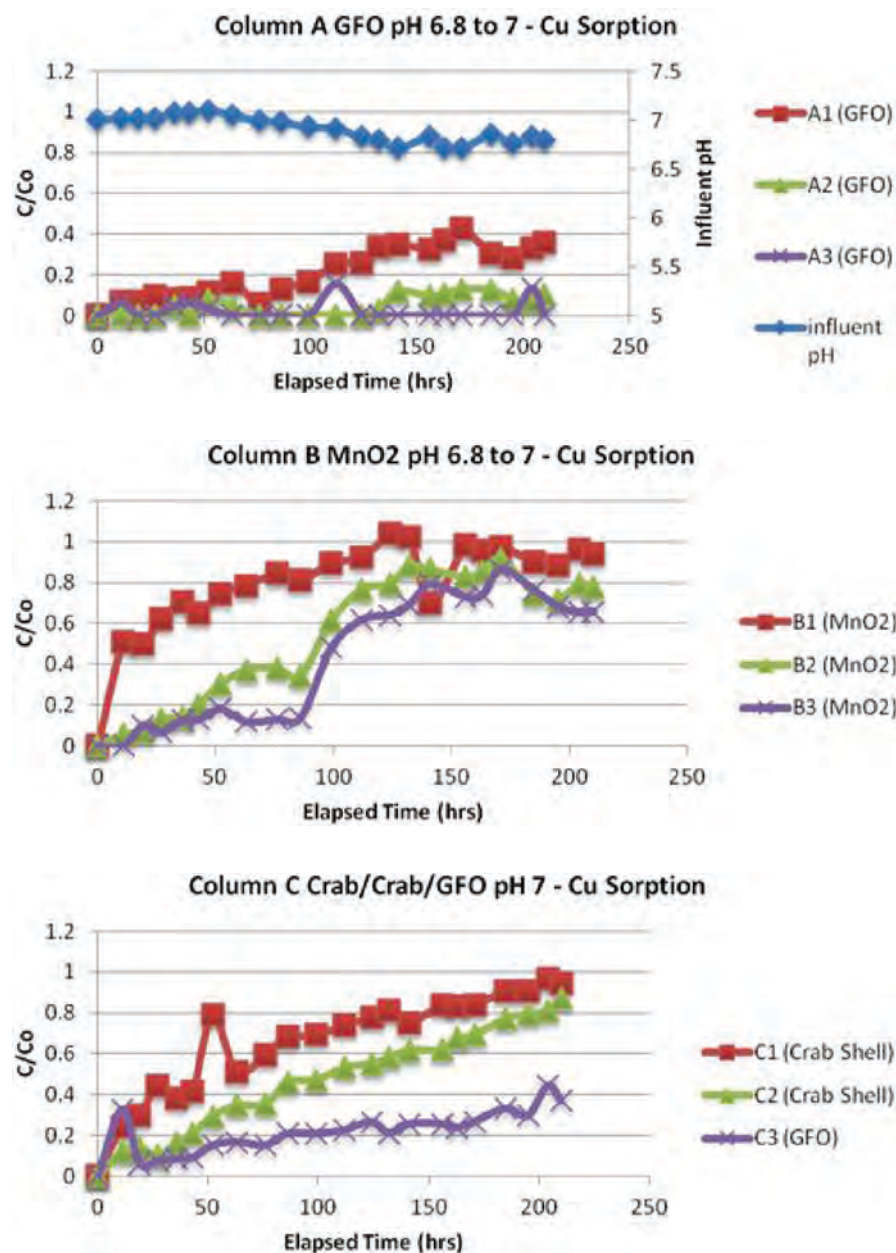 Column A GFO pH 6.8 to 7 - Cu Sorption
1.2
1
0.8
0.6
0.4
0.2
0
C/Co
7.5
7
6.5
6
5.5
5
Influent pH
0 50 100 150 200 250
Elapsed Time (hrs)
A1 (GFO)
A2 (GFO)
A3 (GFO)
influent
pH
Column B MnO2 pH 6.8 to 7 - Cu Sorption
1.2
1
0.8
0.6
0.4
0.2
0
C/Co
0 50 100 150 200 250
Elapsed Time (hrs)
B1 (MnO2)
B2 (MnO2)
B3 (MnO2)
Column C Crab/Crab/GFO pH 7 - Cu Sorption
1.2
1
0.8
0.6
0.4
0.2
0
C/Co
0 50 100 150 200 250
Elapsed Time (hrs)
C1 (Crab Shell)
C2 (Crab Shell)
C3 (GFO)